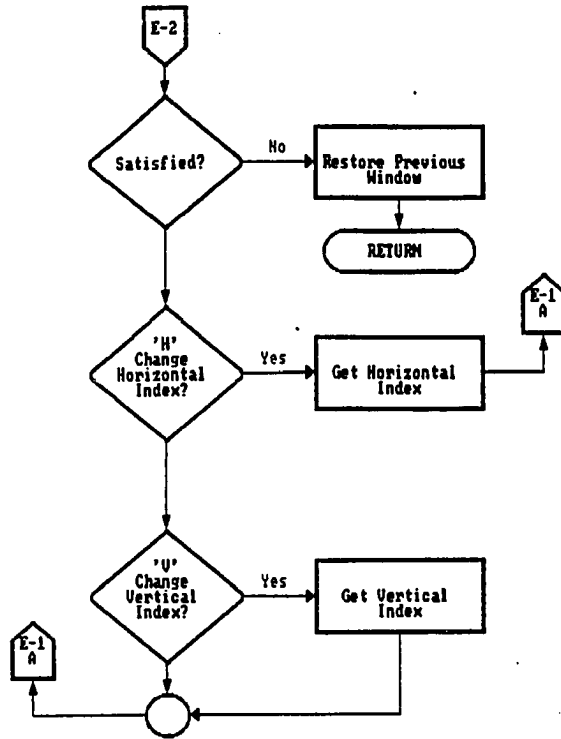 E-2
Satisfied?
No
Restore Previous
Window
RETURN
E-1
A
'H'
Change
Horizontal
Index?
Yes
Get Horizontal
Index
'V'
Change
Vertical
Index?
Yes
Get Vertical
Index
E-1
A